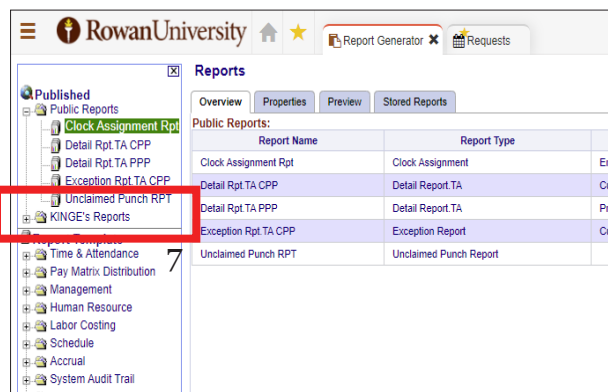 Rowan University
Report Generator
Requests
Published
Public Reports
Clock Assignment Rpt
Detail Rpt.TA CPP
Detail Rpt.TA PPP
Exception Rpt.TA CPP
Unclaimed Punch RPT
KINGE's Reports
Report Template
Time & Attendance
7
Pay Matrix Distribution
Management
Human Resource
Labor Costing
Schedule
Accrual
System Audit Trail
Reports
Overview Properties Preview Stored Reports
Public Reports:
Report Name Report Type
Clock Assignment Rpt Clock Assignment
Detail Rpt.TA CPP Detail Report.TA
Detail Rpt.TA PPP Detail Report.TA
Exception Rpt.TA CPP Exception Report
Unclaimed Punch RPT Unclaimed Punch Report